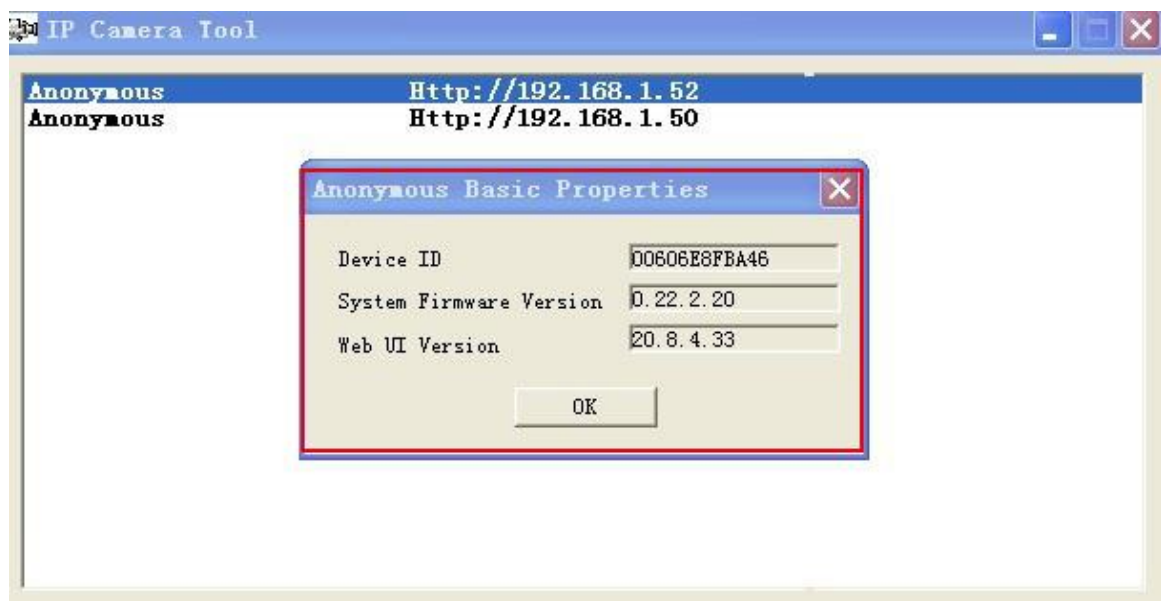 IP Camera Tool
Anonymous Http://192.168.1.52
Anonymous Http://192.168.1.50
Anonymous Basic Properties
Device ID 00606E8FBA46
System Firmware Version 0.22.2.20
Web UI Version 20.8.4.33
OK